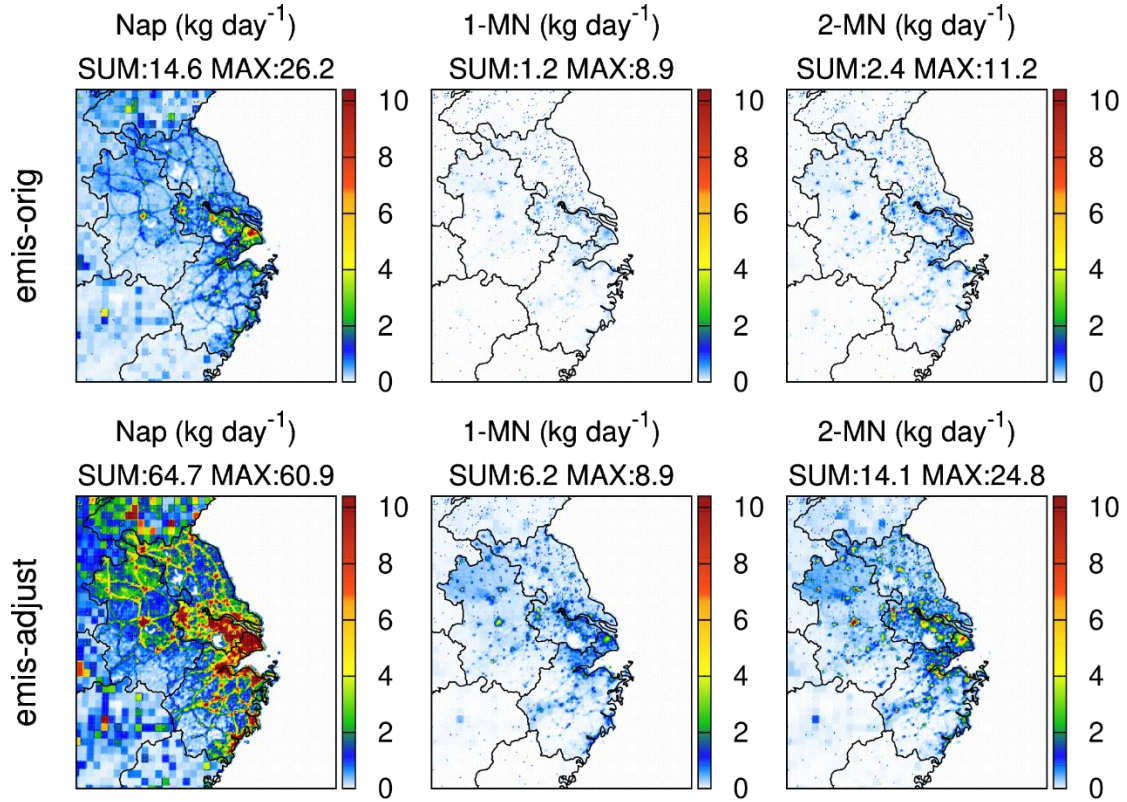 Nap (kg day⁻¹)
SUM:14.6 MAX:26.2
1-MN (kg day⁻¹)
SUM:1.2 MAX:8.9
2-MN (kg day⁻¹)
SUM:2.4 MAX:11.2
emis-orig
10
8
6
4
2
0
10
8
6
4
2
0
10
8
6
4
2
0
Nap (kg day⁻¹)
SUM:64.7 MAX:60.9
1-MN (kg day⁻¹)
SUM:6.2 MAX:8.9
2-MN (kg day⁻¹)
SUM:14.1 MAX:24.8
emis-adjust
10
8
6
4
2
0
10
8
6
4
2
0
10
8
6
4
2
0